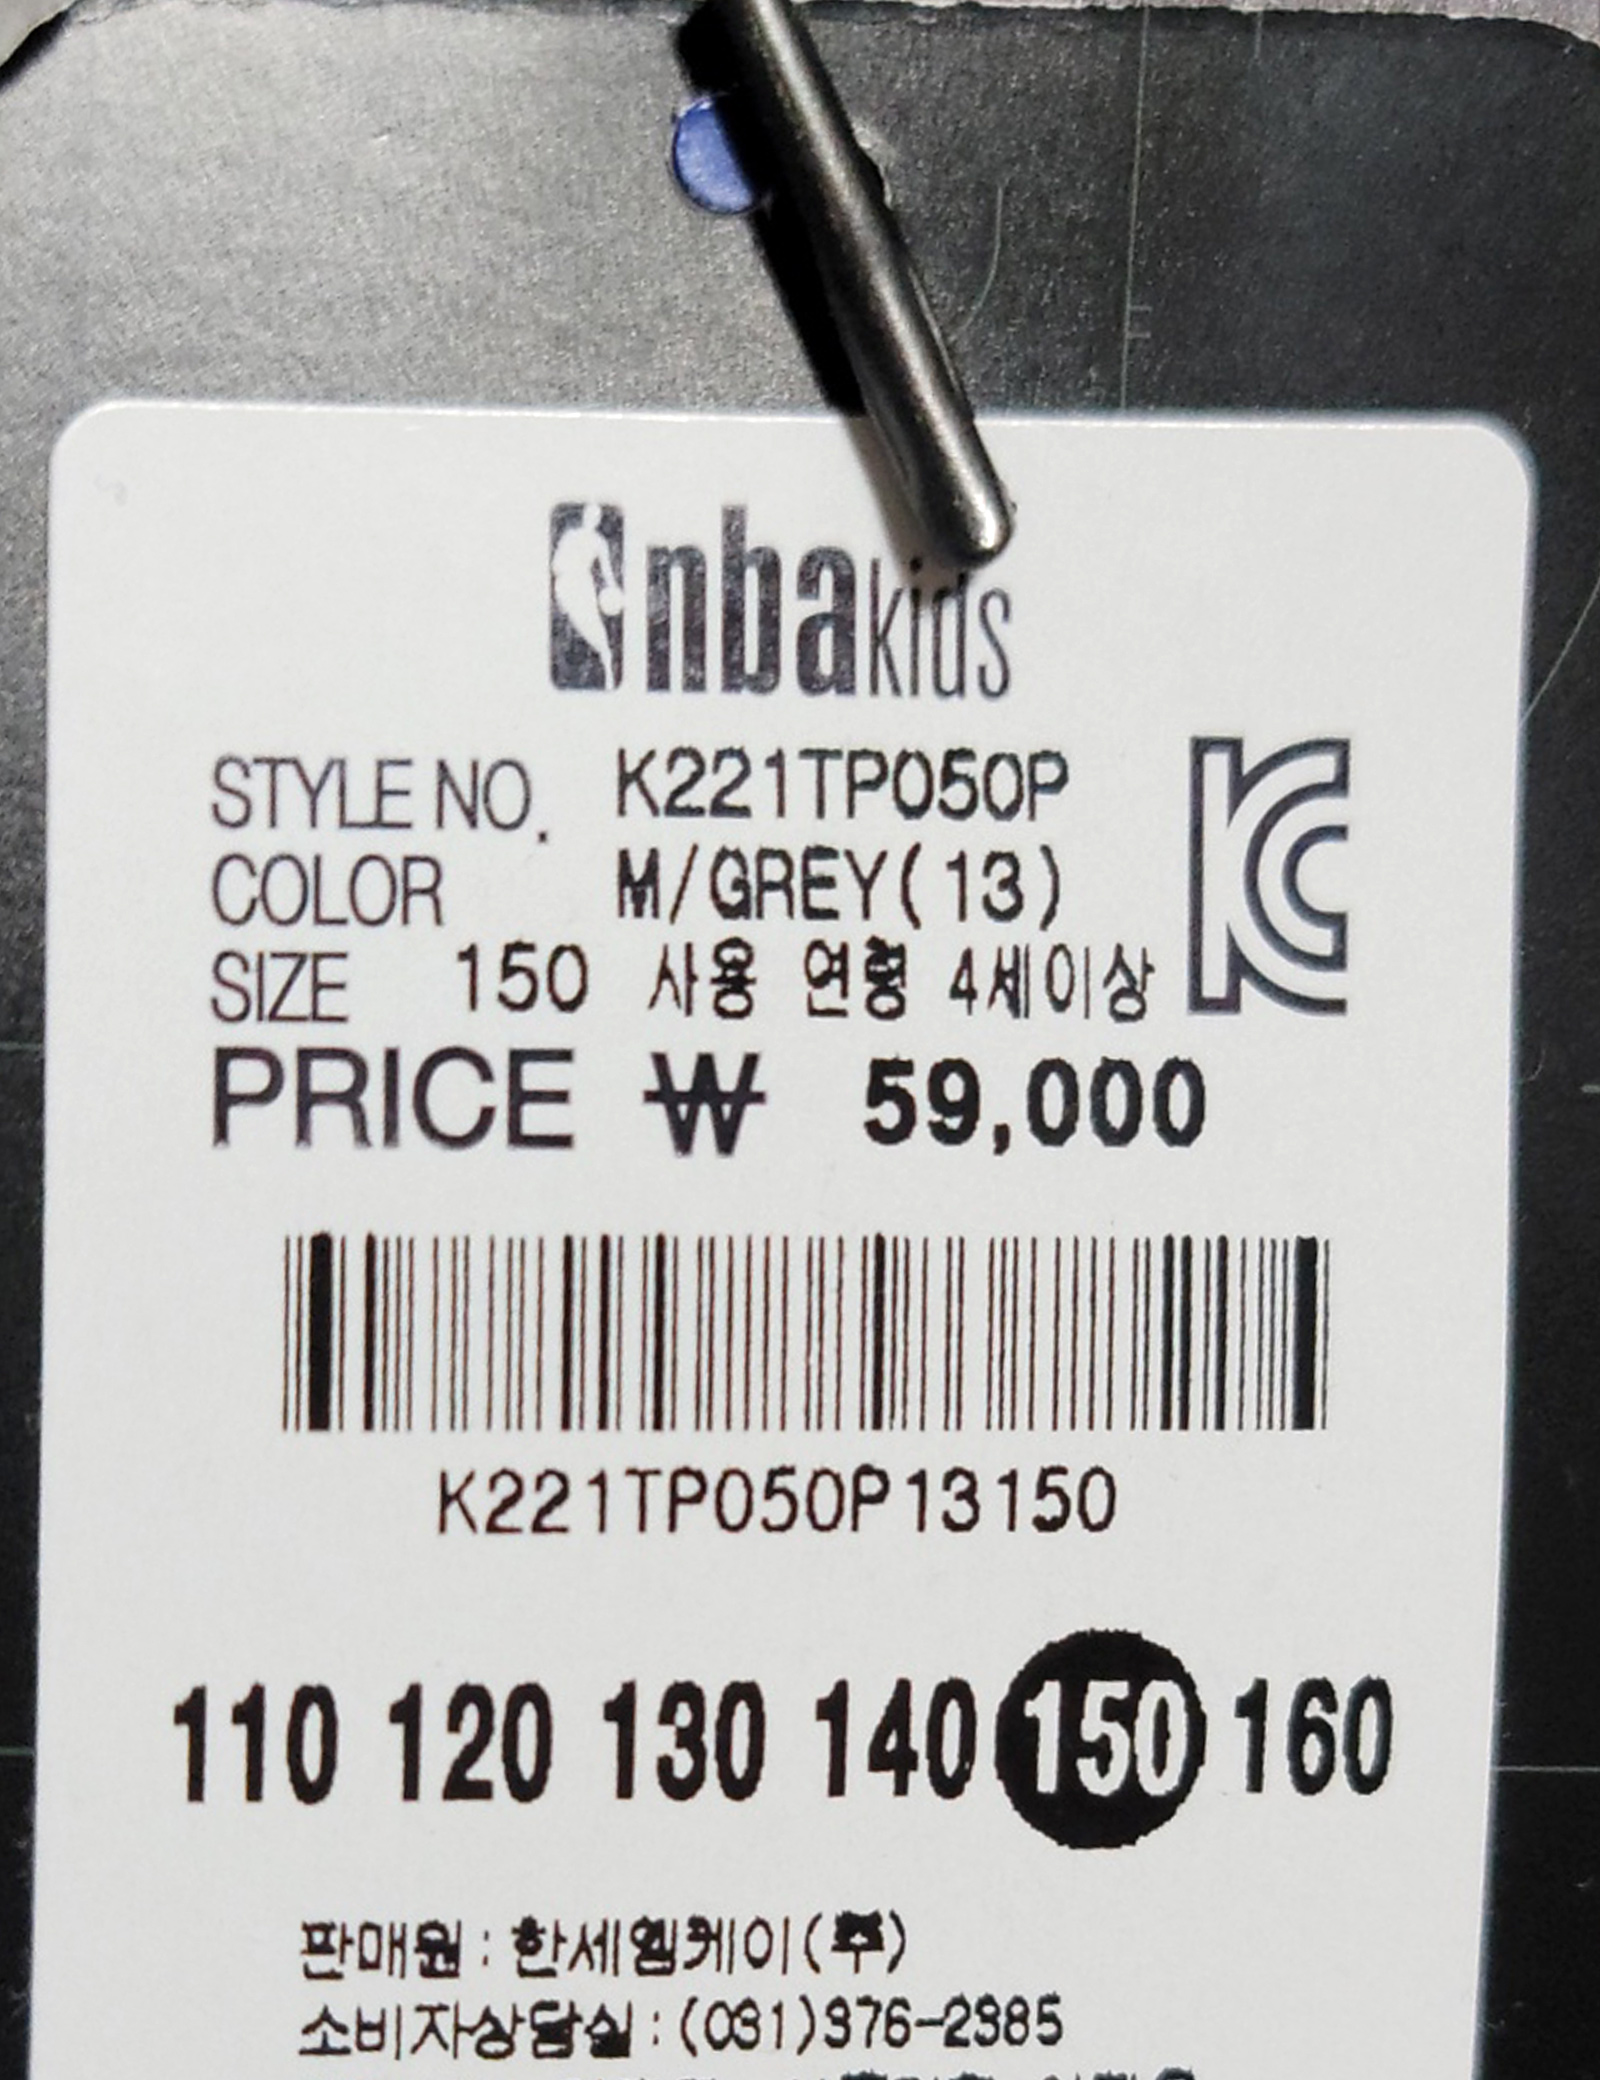 nba kids
STYLE NO. K221TP050P
COLOR M/GREY(13)
SIZE 150 사용 연령 4세이상
PRICE ₩ 59,000
K221TP050P13150
110 120 130 140 150 160
판매원 : 한세엠케이(주)
소비자상담실 : (031)376-2385